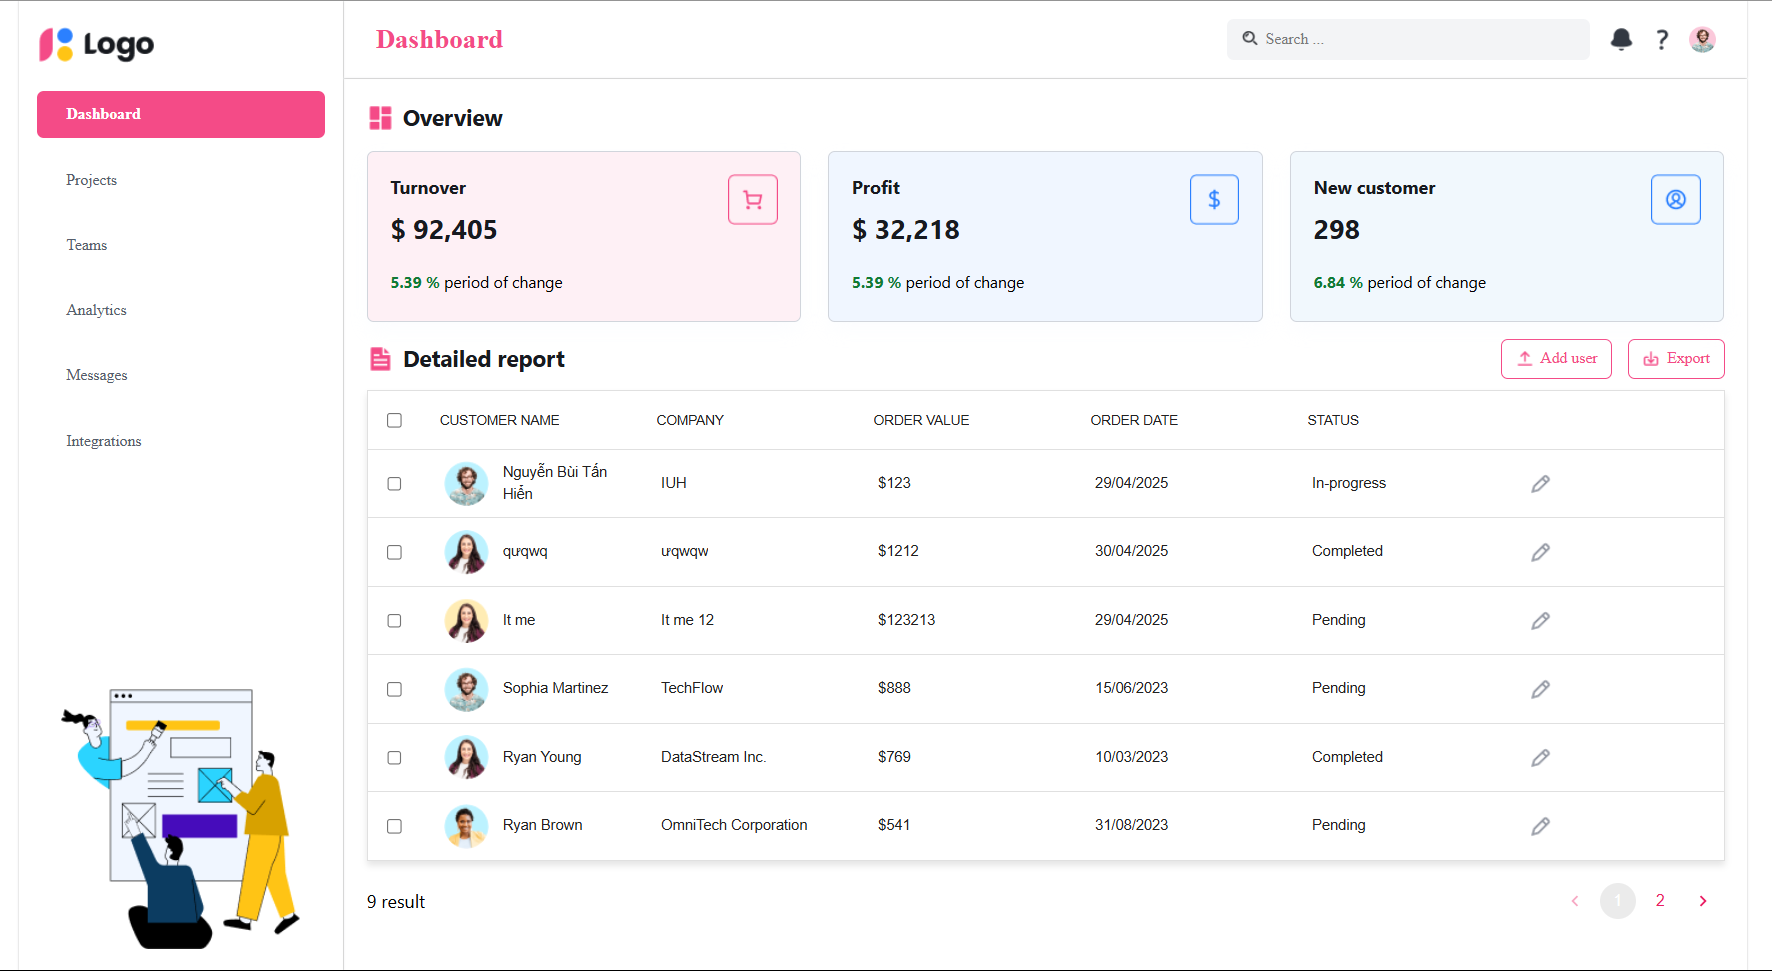 Logo
Dashboard
Search ...
?
Dashboard
Projects
Teams
Analytics
Messages
Integrations
Overview
Turnover
$ 92,405
5.39 % period of change
Profit
$ 32,218
5.39 % period of change
$
New customer
298
6.84 % period of change
Detailed report
Add user
Export
CUSTOMER NAME COMPANY ORDER VALUE ORDER DATE STATUS
Nguyễn Bùi Tấn
Hiển
IUH $123 29/04/2025 In-progress
qưqwq ưqwqw $1212 30/04/2025 Completed
It me It me 12 $123213 29/04/2025 Pending
Sophia Martinez TechFlow $888 15/06/2023 Pending
Ryan Young DataStream Inc. $769 10/03/2023 Completed
Ryan Brown OmniTech Corporation $541 31/08/2023 Pending
9 result
1 2